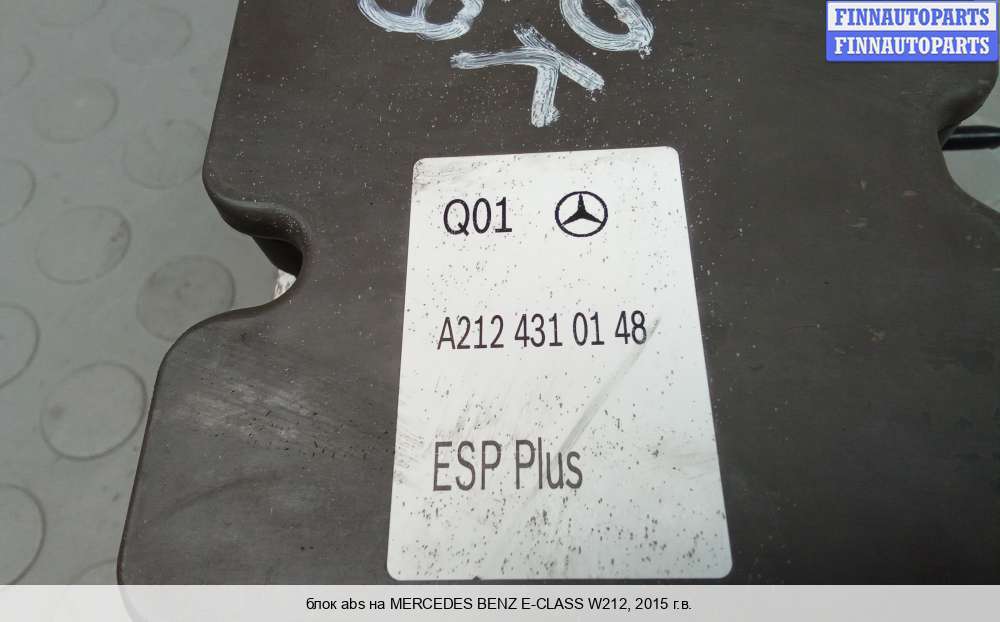 FINNAUTOPARTS
FINNAUTOPARTS
Q01
A212 431 01 48
ESP Plus
блок abs на MERCEDES BENZ E-CLASS W212, 2015 г.в.